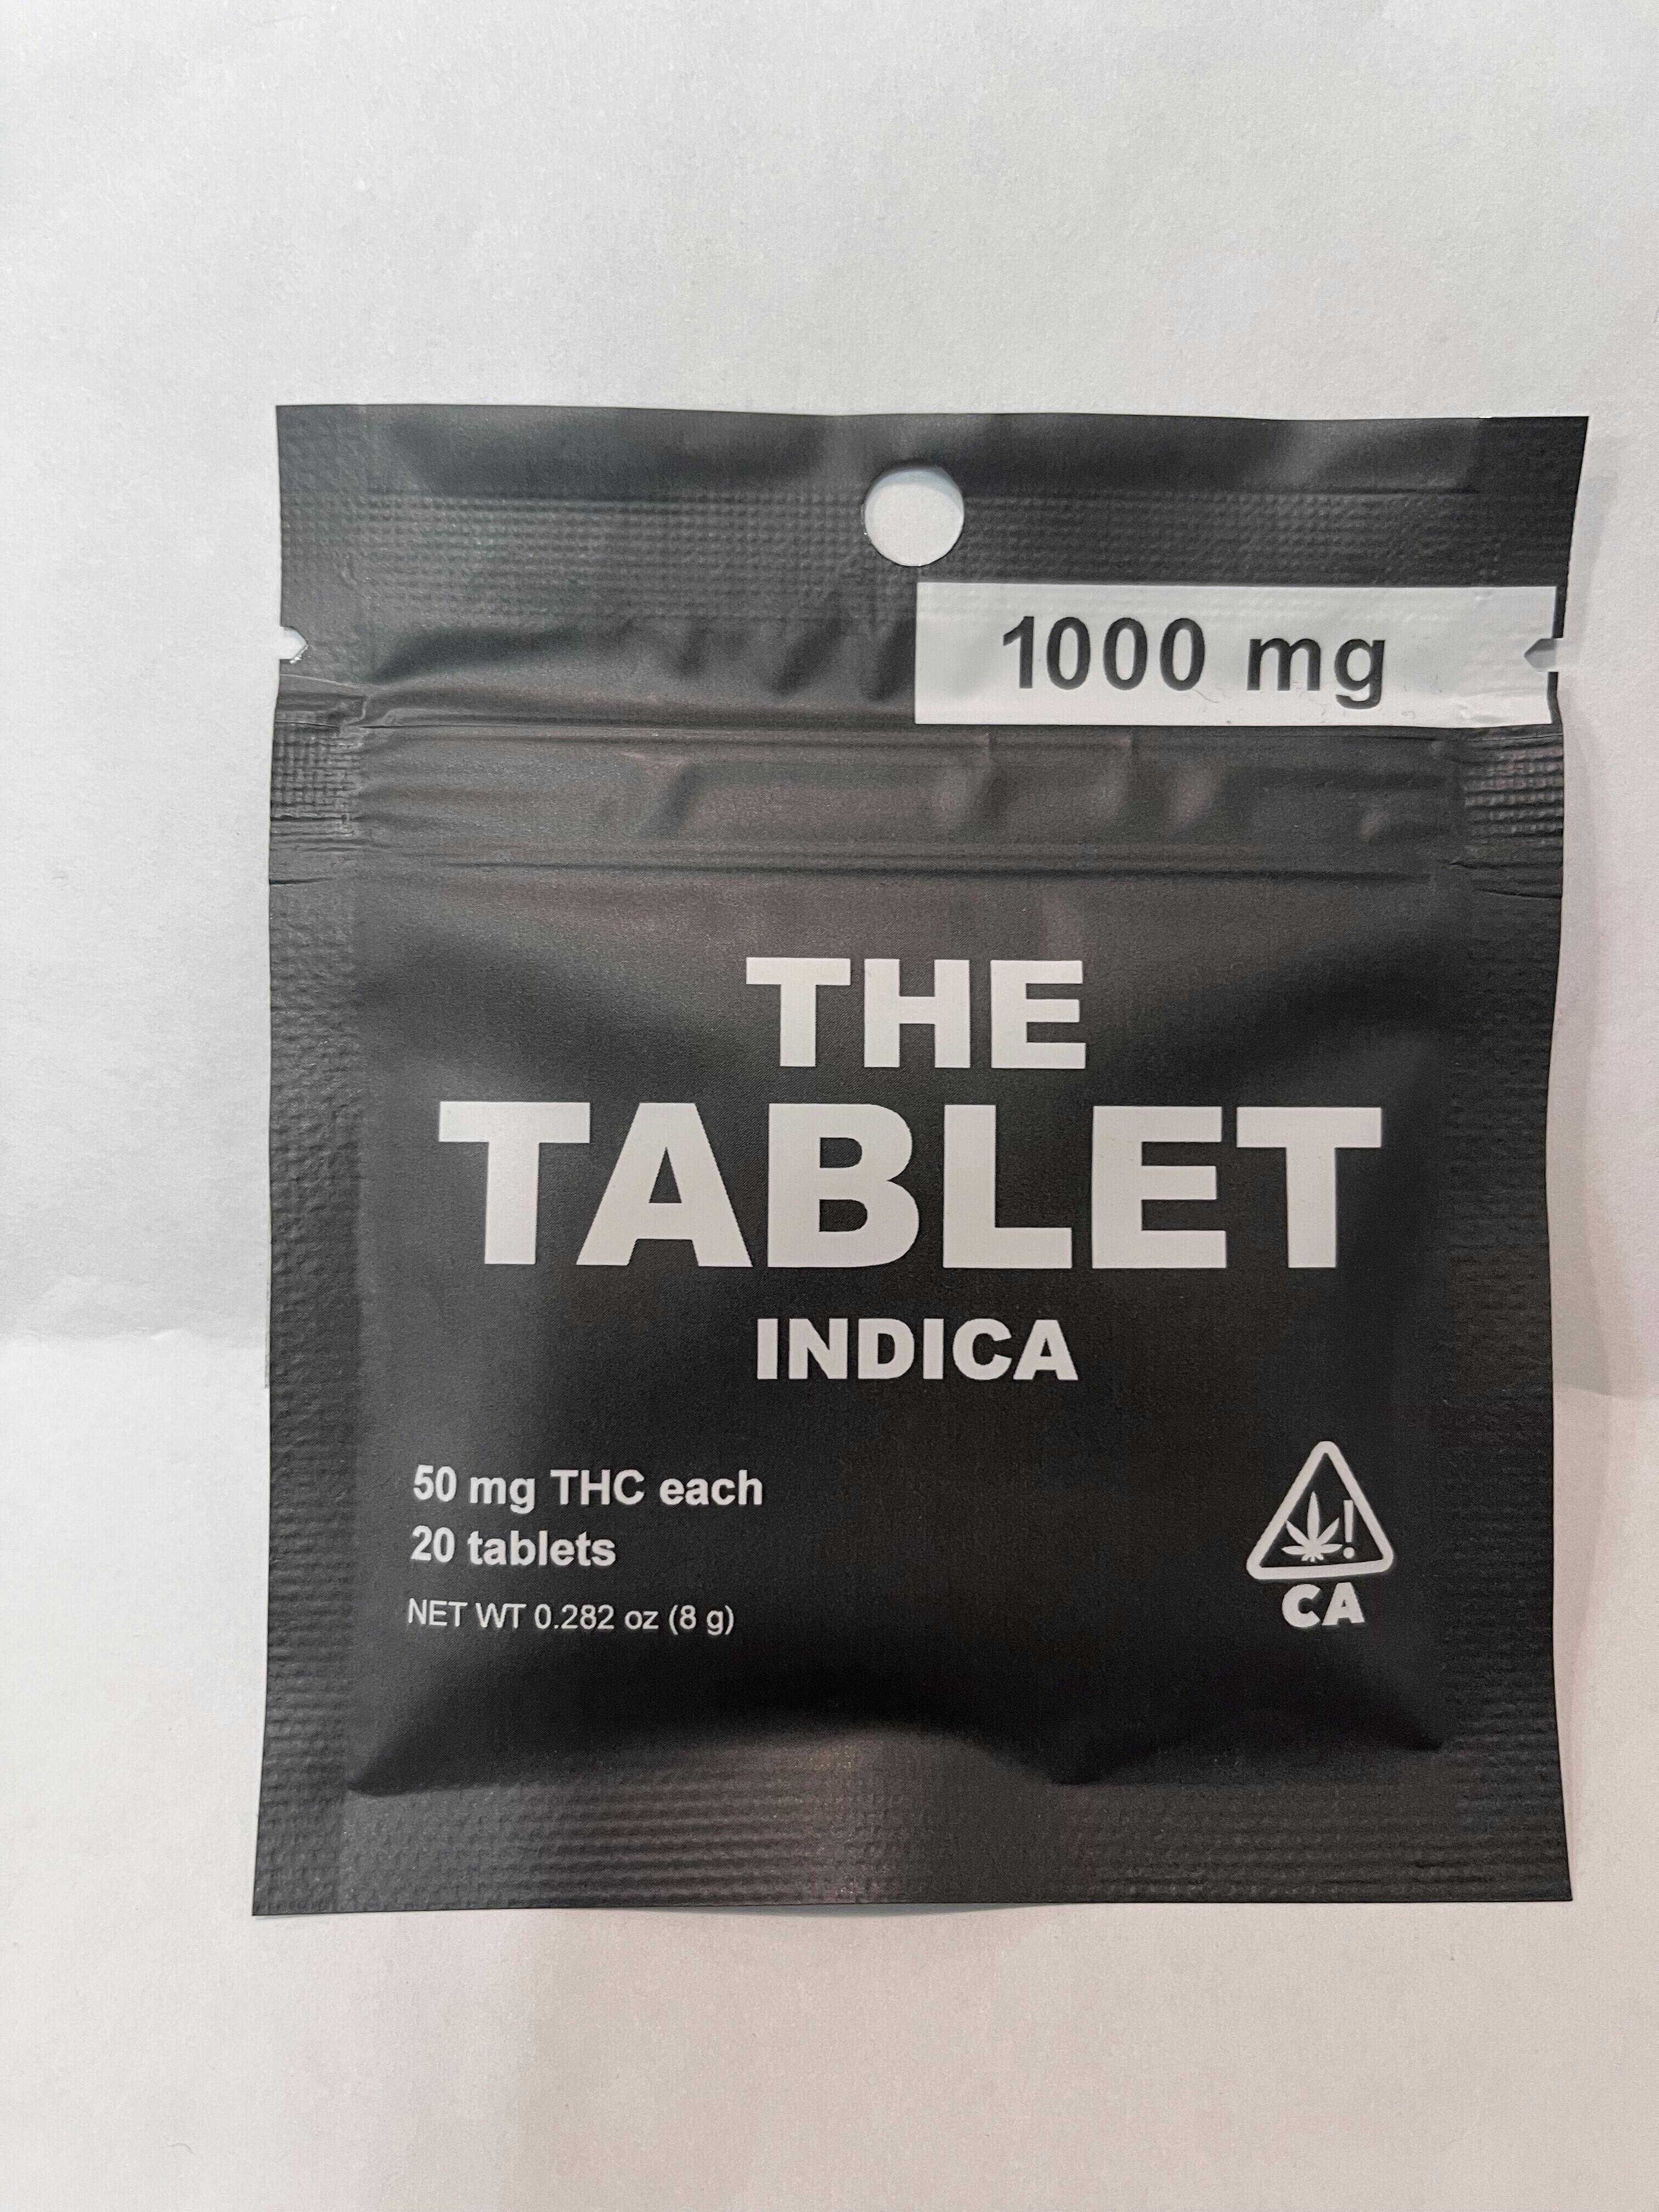 1000 mg
THE
TABLET
INDICA
50 mg THC each
20 tablets
NET WT 0.282 oz (8 g)
!
CA